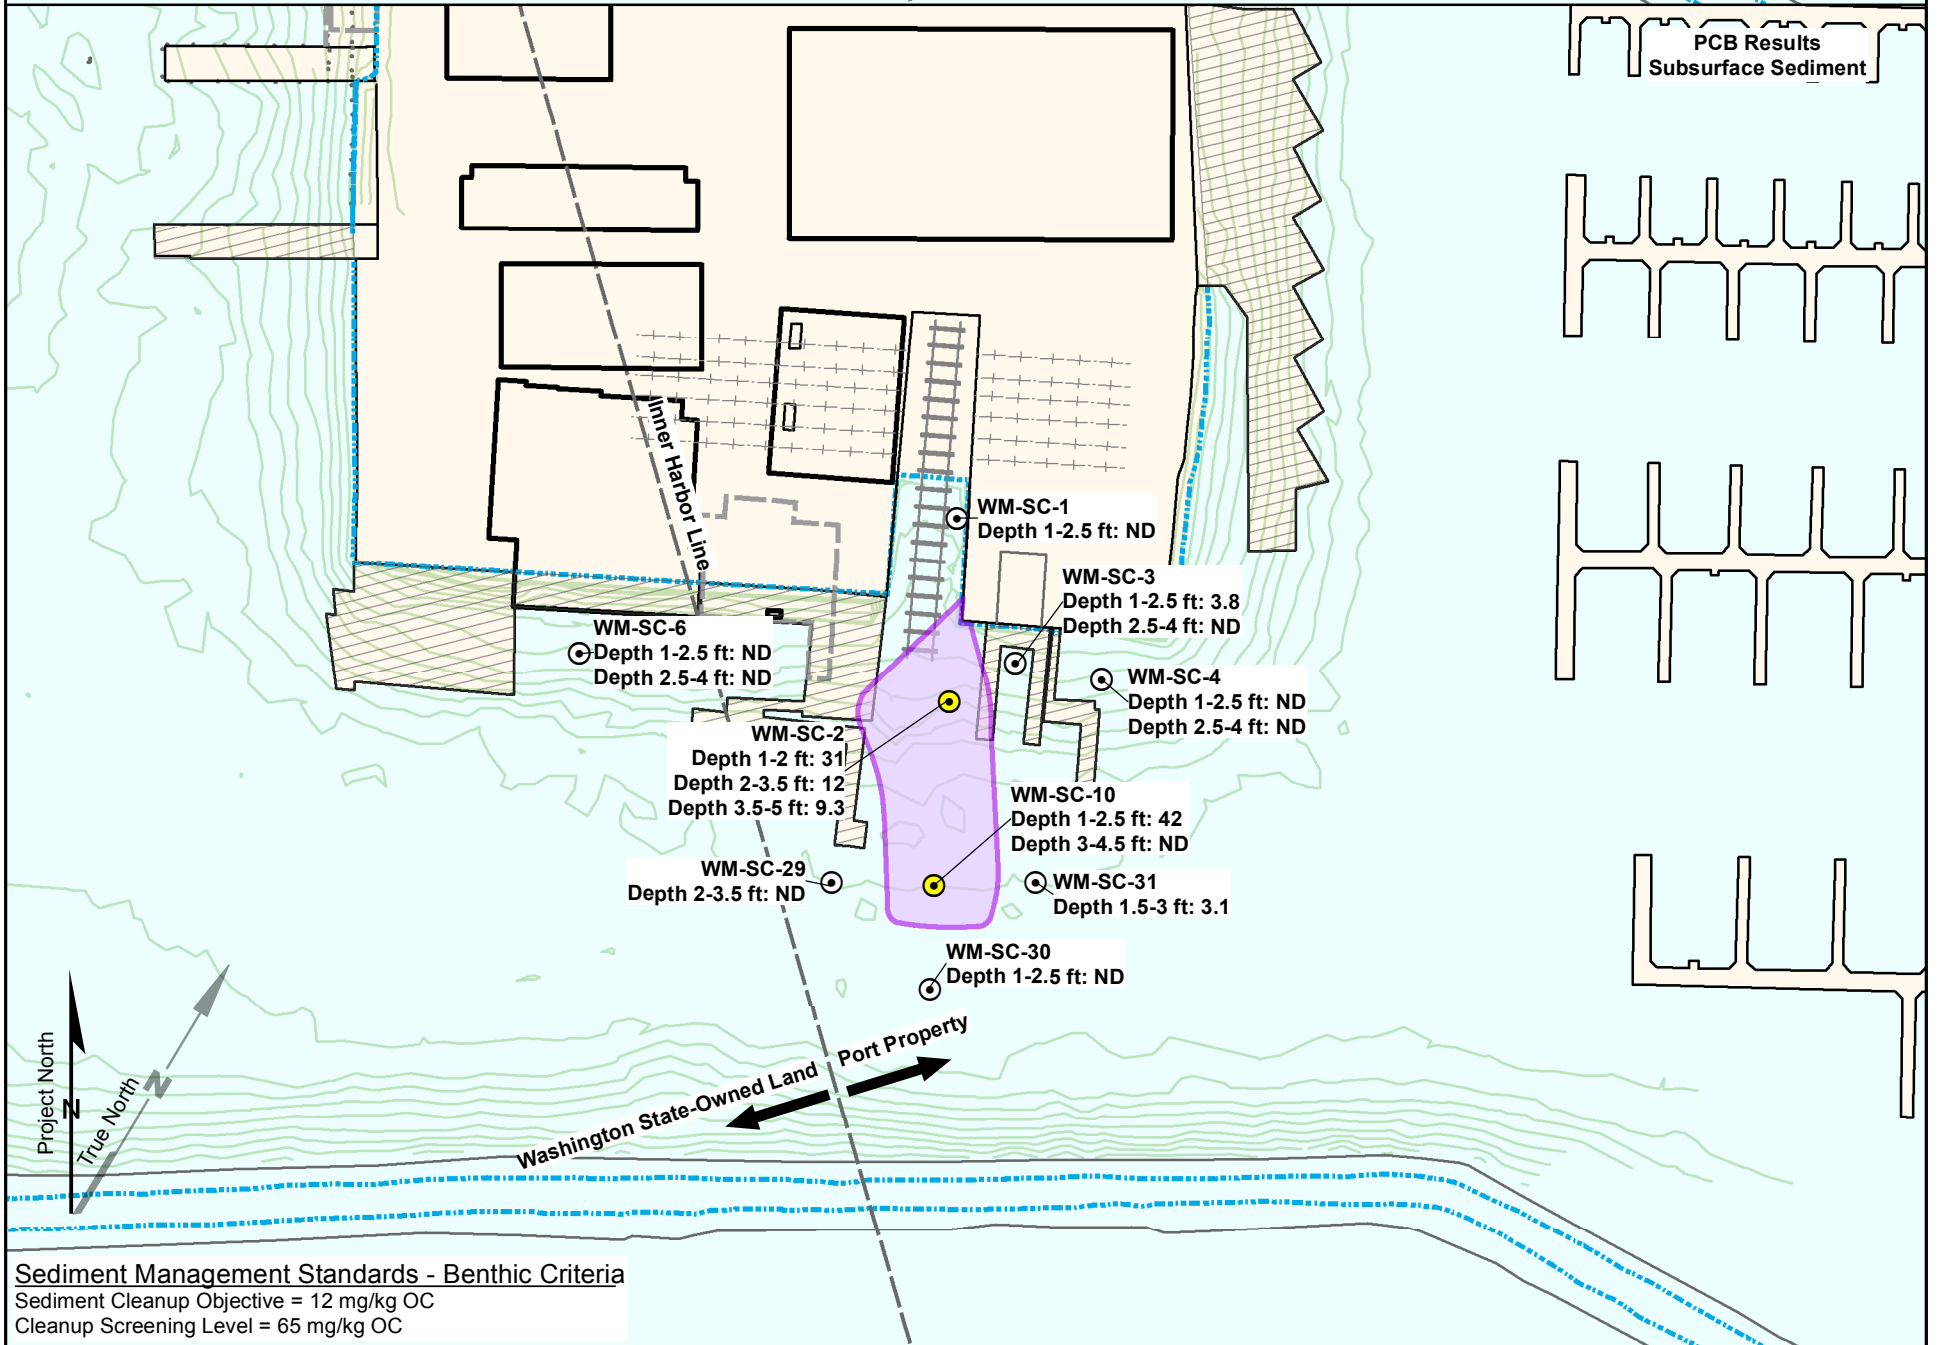 PCB Results
Subsurface Sediment
Inner Harbor Line
WM-SC-1
Depth 1-2.5 ft: ND
WM-SC-3
Depth 1-2.5 ft: 3.8
Depth 2.5-4 ft: ND
WM-SC-6
Depth 1-2.5 ft: ND
Depth 2.5-4 ft: ND
WM-SC-4
Depth 1-2.5 ft: ND
Depth 2.5-4 ft: ND
WM-SC-2
Depth 1-2 ft: 31
Depth 2-3.5 ft: 12
Depth 3.5-5 ft: 9.3
WM-SC-10
Depth 1-2.5 ft: 42
Depth 3-4.5 ft: ND
WM-SC-29
Depth 2-3.5 ft: ND
WM-SC-31
Depth 1.5-3 ft: 3.1
WM-SC-30
Depth 1-2.5 ft: ND
Washington State-Owned Land
Port Property
Project North
N
True North
N
Sediment Management Standards - Benthic Criteria
Sediment Cleanup Objective = 12 mg/kg OC
Cleanup Screening Level = 65 mg/kg OC